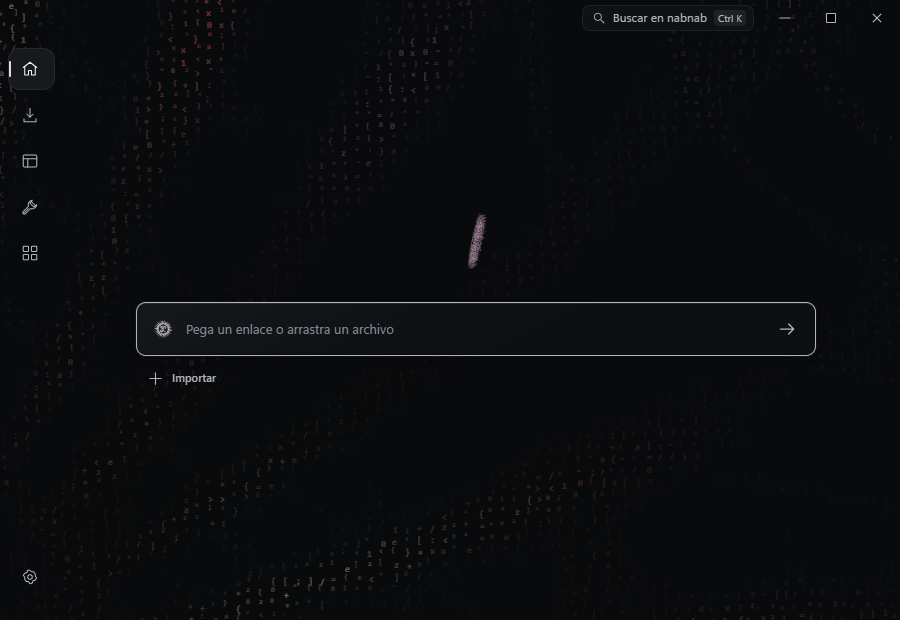 Buscar en nabnab Ctrl K
Pega un enlace o arrastra un archivo
Importar